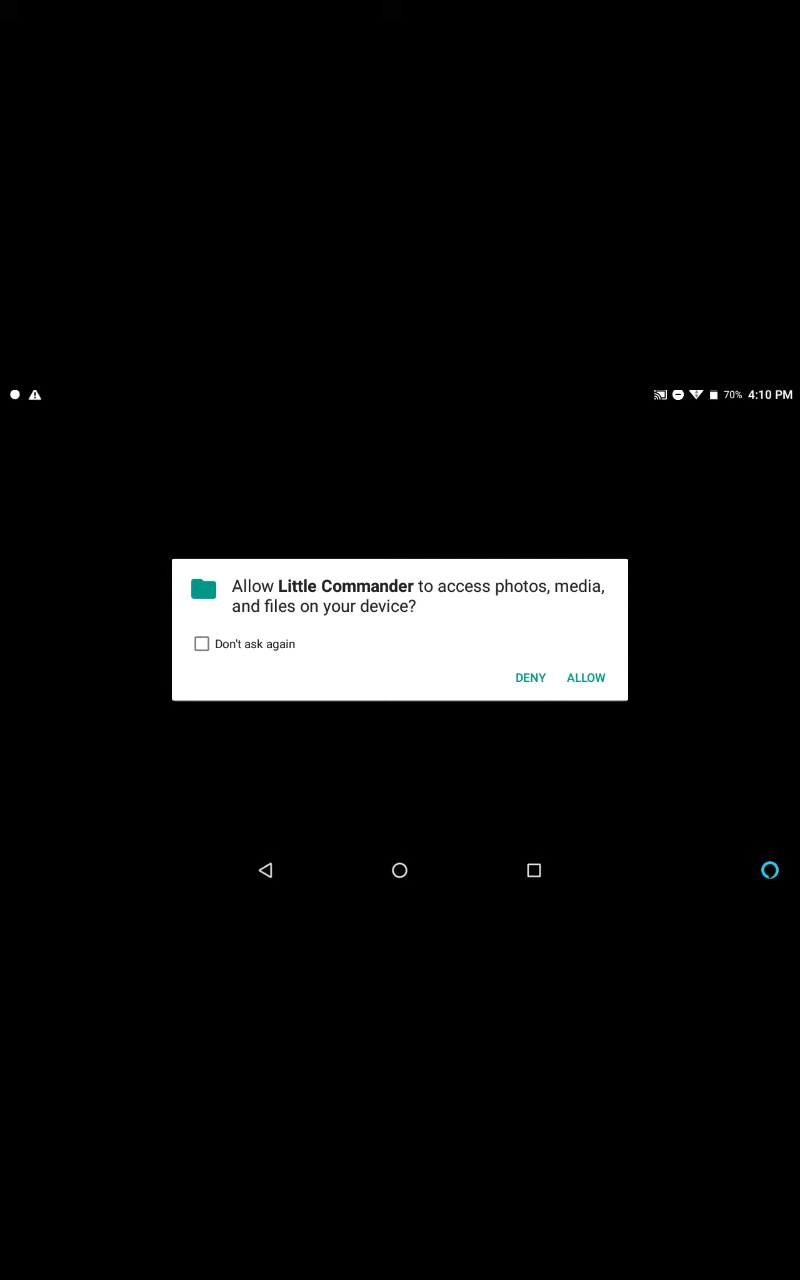 70% 4:10 PM
Allow Little Commander to access photos, media,
and files on your device?
Don't ask again
DENY ALLOW